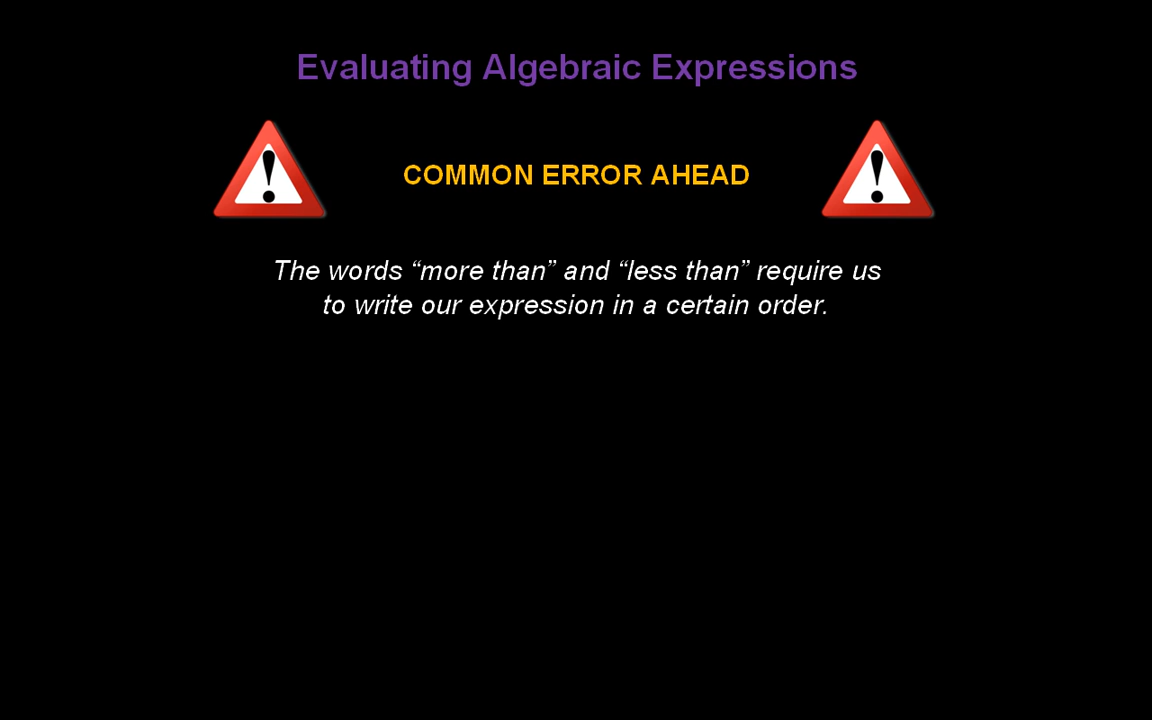 Evaluating Algebraic Expressions
COMMON ERROR AHEAD
The words “more than” and “less than” require us
to write our expression in a certain order.